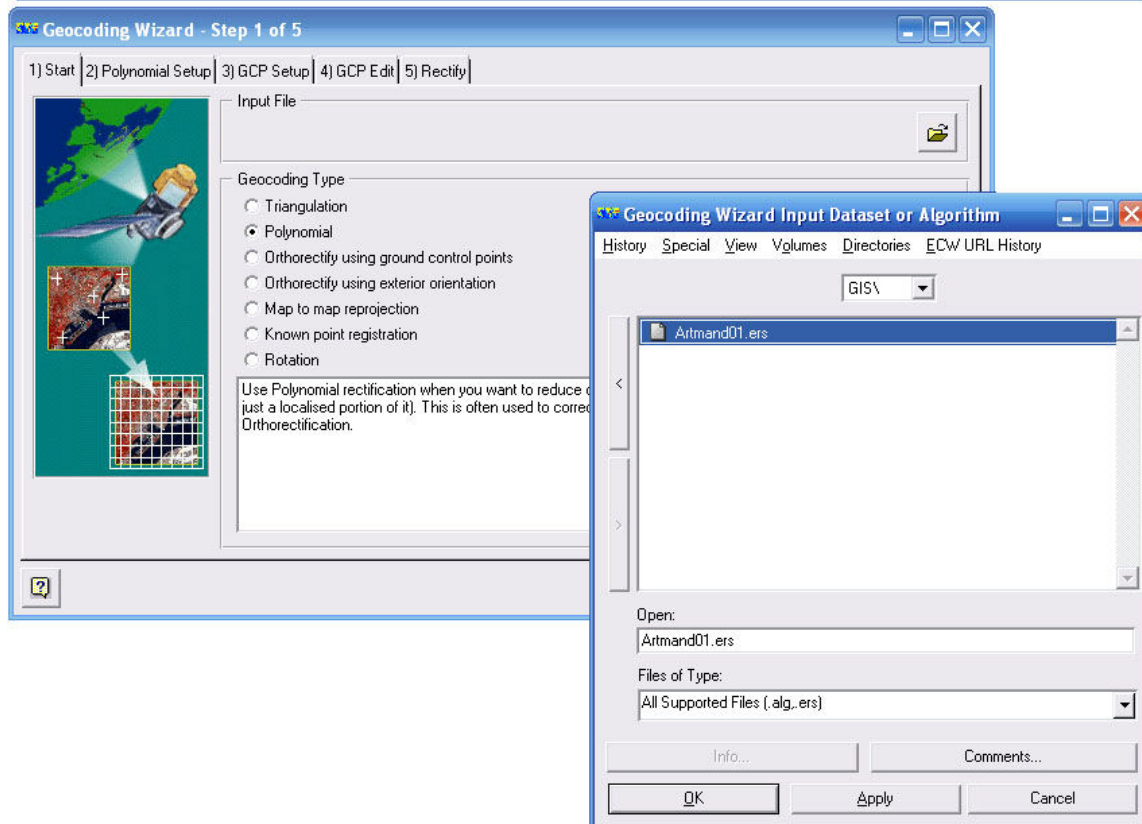 Geocoding Wizard - Step 1 of 5
1) Start 2) Polynomial Setup 3) GCP Setup 4) GCP Edit 5) Rectify
Input File
Geocoding Type
Triangulation
Polynomial
Orthorectify using ground control points
Orthorectify using exterior orientation
Map to map reprojection
Known point registration
Rotation
Use Polynomial rectification when you want to reduce
just a localised portion of it). This is often used to correc
Orthorectification.
Geocoding Wizard Input Dataset or Algorithm
History Special View Volumes Directories ECW URL History
GIS\
Artmand01.ers
<
>
Open:
Artmand01.ers
Files of Type:
All Supported Files (.alg,.ers)
Info... Comments...
OK Apply Cancel